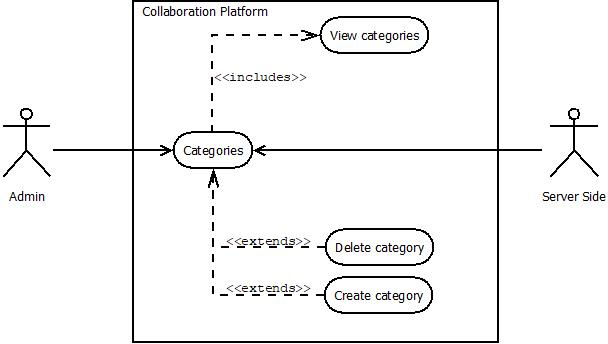 Collaboration Platform
View categories
<<includes>>
Categories
Admin
Server Side
<<extends>>
Delete category
<<extends>>
Create category